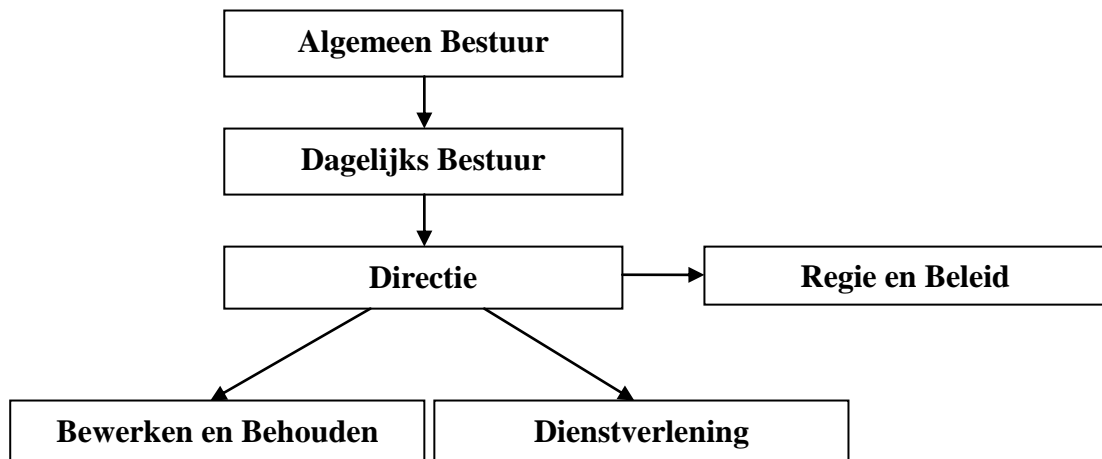 Algemeen Bestuur
Dagelijks Bestuur
Directie
Regie en Beleid
Bewerken en Behouden
Dienstverlening